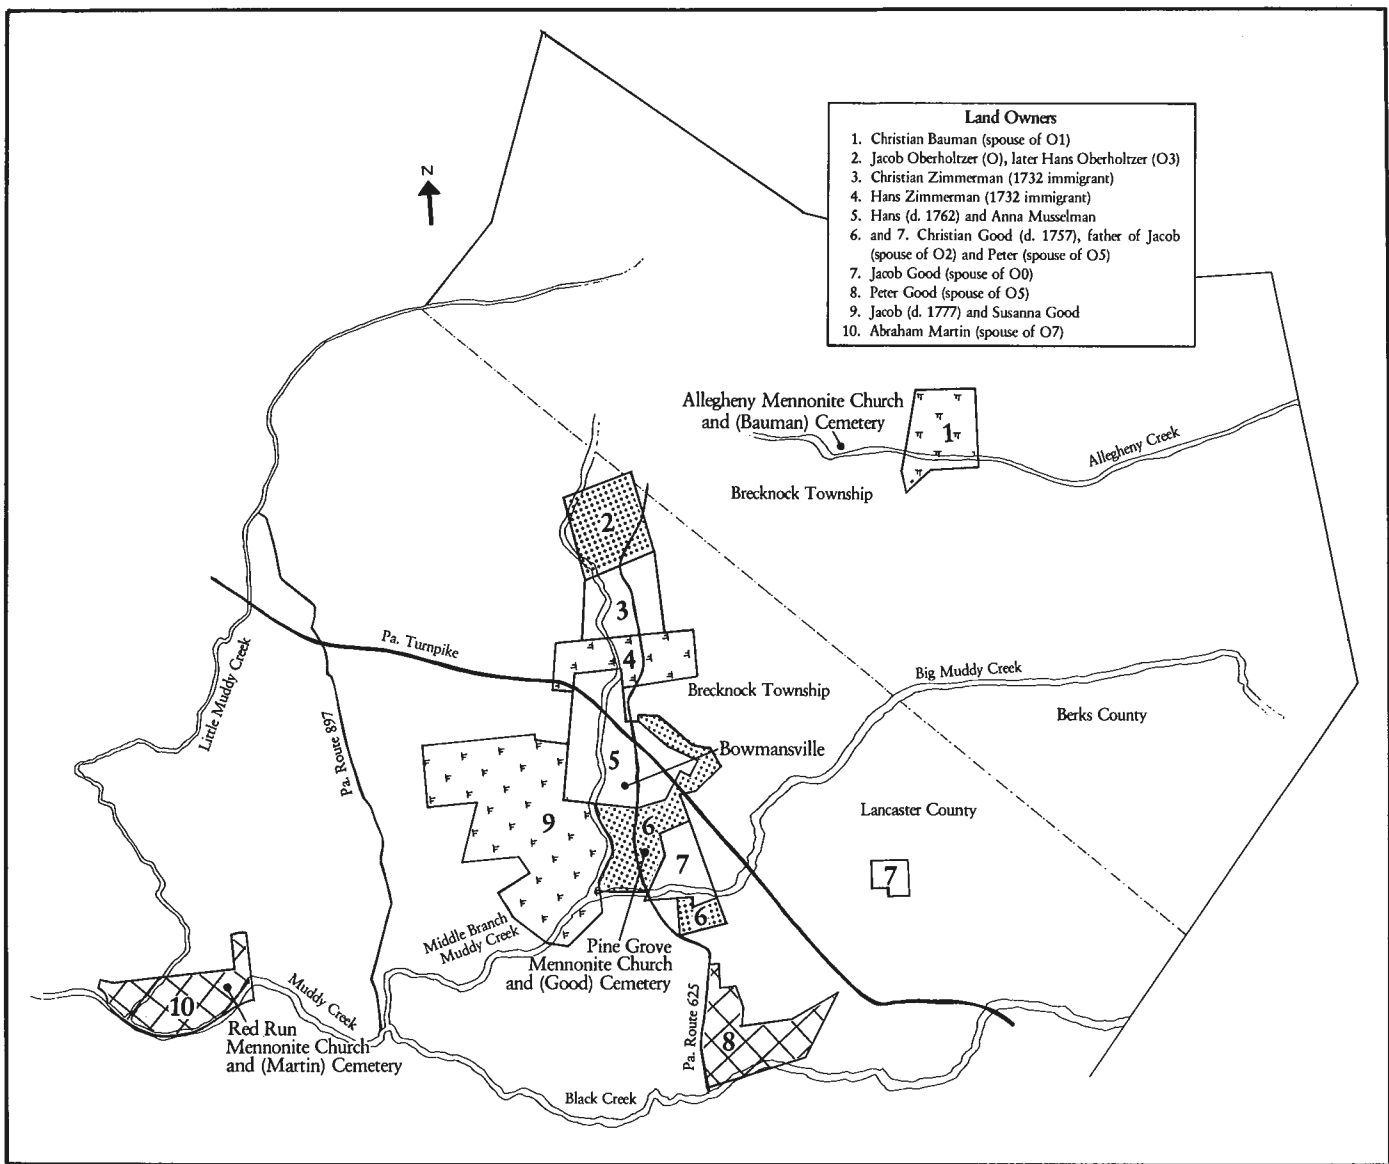 Land Owners
1. Christian Bauman (spouse of O1)
2. Jacob Oberholtzer (O), later Hans Oberholtzer (O3)
3. Christian Zimmerman (1732 immigrant)
4. Hans Zimmerman (1732 immigrant)
5. Hans (d. 1762) and Anna Musselman
6. and 7. Christian Good (d. 1757), father of Jacob
(spouse of O2) and Peter (spouse of O5)
7. Jacob Good (spouse of O0)
8. Peter Good (spouse of O5)
9. Jacob (d. 1777) and Susanna Good
10. Abraham Martin (spouse of O7)
N
Allegheny Mennonite Church
and (Bauman) Cemetery
1
Allegheny Creek
Brecknock Township
2
3
4
Pa. Turnpike
Little Muddy Creek
Pa. Route 897
Brecknock Township
Big Muddy Creek
Berks County
Bowmansville
5
9
6
7
Lancaster County
7
6
Middle Branch
Muddy Creek
Pine Grove
Mennonite Church
and (Good) Cemetery
10
Muddy Creek
Red Run
Mennonite Church
and (Martin) Cemetery
Pa. Route 625
8
Black Creek